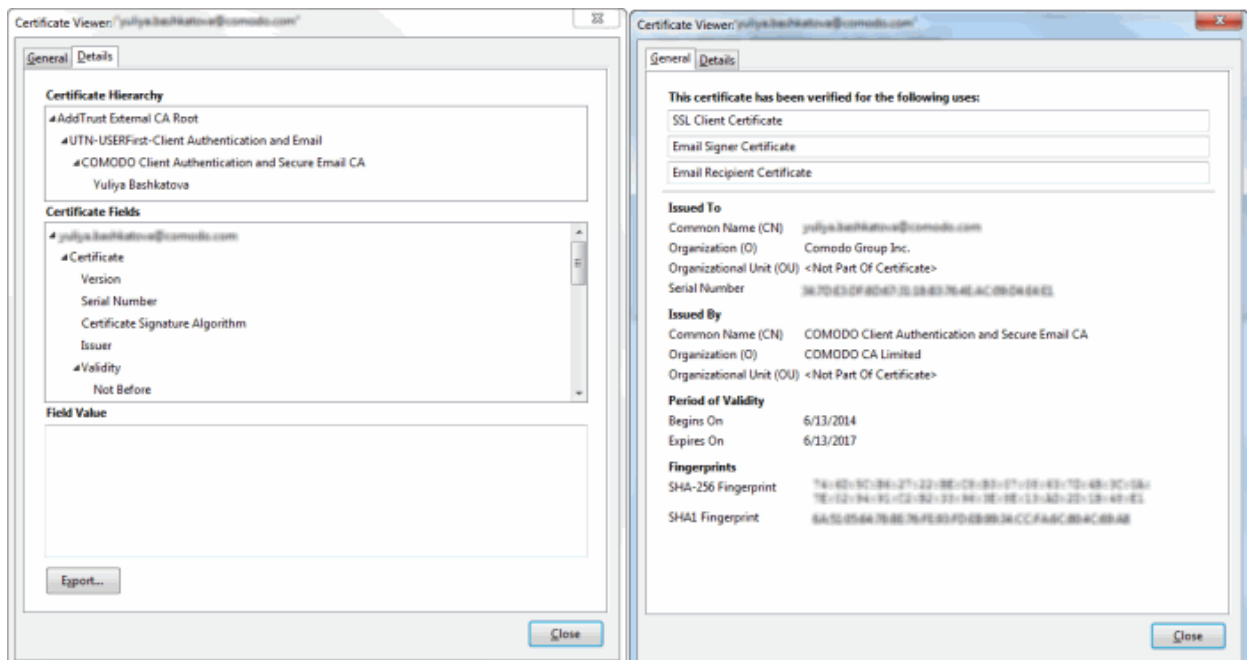 Certificate Viewer:
General Details
Certificate Hierarchy
AddTrust External CA Root
UTN-USERFirst-Client Authentication and Email
COMODO Client Authentication and Secure Email CA
Yuliya Bashkatova
Certificate Fields
Certificate
Version
Serial Number
Certificate Signature Algorithm
Issuer
Validity
Not Before
Field Value
Export...
Close
Certificate Viewer:
General Details
This certificate has been verified for the following uses:
SSL Client Certificate
Email Signer Certificate
Email Recipient Certificate
Issued To
Common Name (CN)
Organization (O) Comodo Group Inc.
Organizational Unit (OU) <Not Part Of Certificate>
Serial Number
Issued By
Common Name (CN) COMODO Client Authentication and Secure Email CA
Organization (O) COMODO CA Limited
Organizational Unit (OU) <Not Part Of Certificate>
Period of Validity
Begins On 6/13/2014
Expires On 6/13/2017
Fingerprints
SHA-256 Fingerprint
SHA1 Fingerprint
Close